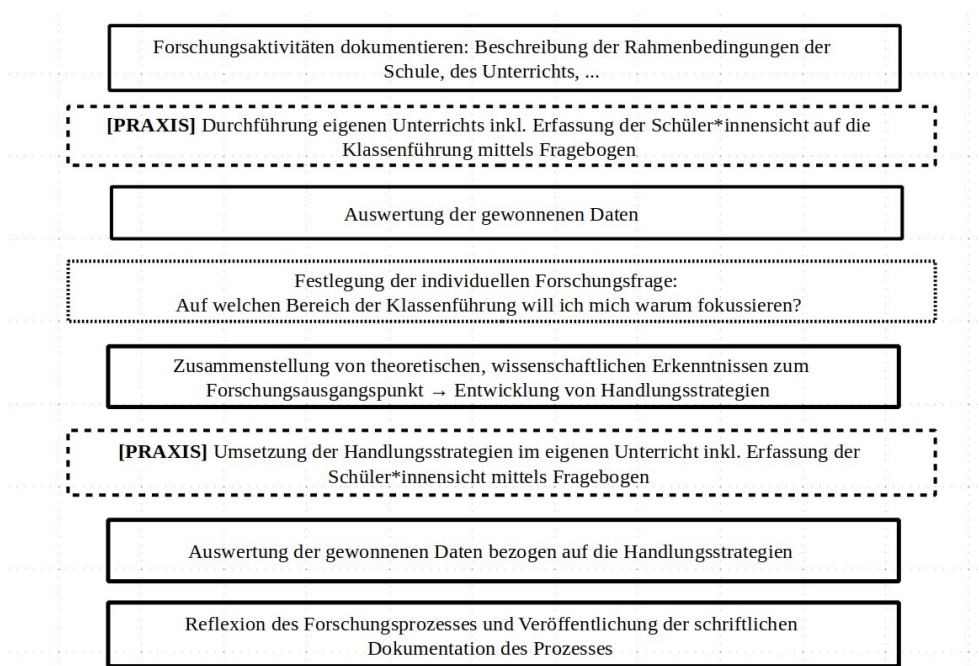 Forschungsaktivitäten dokumentieren: Beschreibung der Rahmenbedingungen der
Schule, des Unterrichts, ...
[PRAXIS] Durchführung eigenen Unterrichts inkl. Erfassung der Schüler*innensicht auf die
Klassenführung mittels Fragebogen
Auswertung der gewonnenen Daten
Festlegung der individuellen Forschungsfrage:
Auf welchen Bereich der Klassenführung will ich mich warum fokussieren?
Zusammenstellung von theoretischen, wissenschaftlichen Erkenntnissen zum
Forschungsausgangspunkt → Entwicklung von Handlungsstrategien
[PRAXIS] Umsetzung der Handlungsstrategien im eigenen Unterricht inkl. Erfassung der
Schüler*innensicht mittels Fragebogen
Auswertung der gewonnenen Daten bezogen auf die Handlungsstrategien
Reflexion des Forschungsprozesses und Veröffentlichung der schriftlichen
Dokumentation des Prozesses